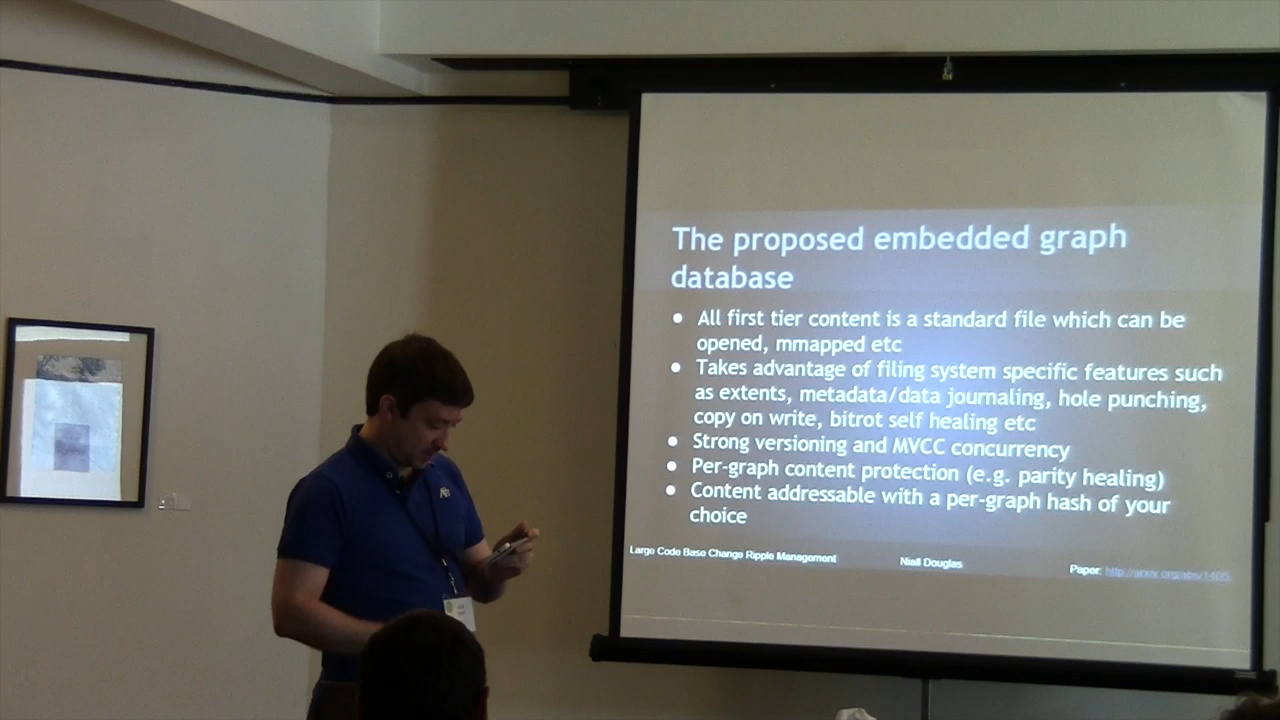 The proposed embedded graph
database
● All first tier content is a standard file which can be
opened, mmapped etc
● Takes advantage of filing system specific features such
as extents, metadata/data journaling, hole punching,
copy on write, bitrot self healing etc
● Strong versioning and MVCC concurrency
● Per-graph content protection (e.g. parity healing)
● Content addressable with a per-graph hash of your
choice
Large Code Base Change Ripple Management
Niall Douglas
Paper: